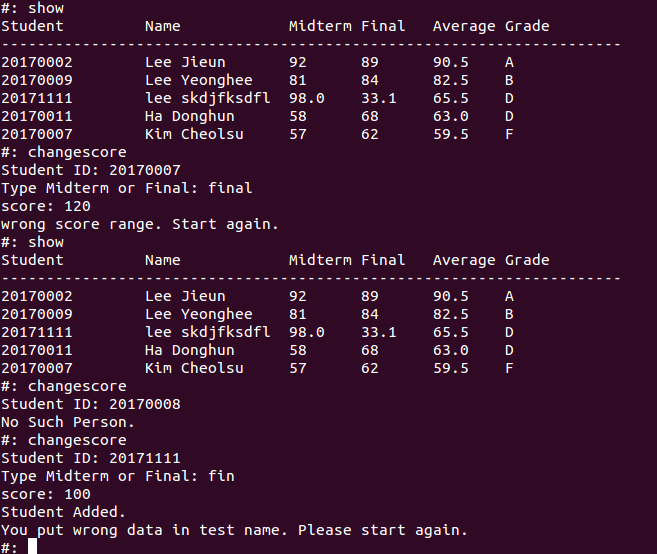 #: show
Student Name Midterm Final Average Grade
---------------------------------------------------------------------
20170002 Lee Jieun 92 89 90.5 A
20170009 Lee Yeonghee 81 84 82.5 B
20171111 lee skdjfksdfl 98.0 33.1 65.5 D
20170011 Ha Donghun 58 68 63.0 D
20170007 Kim Cheolsu 57 62 59.5 F
#: changescore
Student ID: 20170007
Type Midterm or Final: final
score: 120
wrong score range. Start again.
#: show
Student Name Midterm Final Average Grade
---------------------------------------------------------------------
20170002 Lee Jieun 92 89 90.5 A
20170009 Lee Yeonghee 81 84 82.5 B
20171111 lee skdjfksdfl 98.0 33.1 65.5 D
20170011 Ha Donghun 58 68 63.0 D
20170007 Kim Cheolsu 57 62 59.5 F
#: changescore
Student ID: 20170008
No Such Person.
#: changescore
Student ID: 20171111
Type Midterm or Final: fin
score: 100
Student Added.
You put wrong data in test name. Please start again.
#: